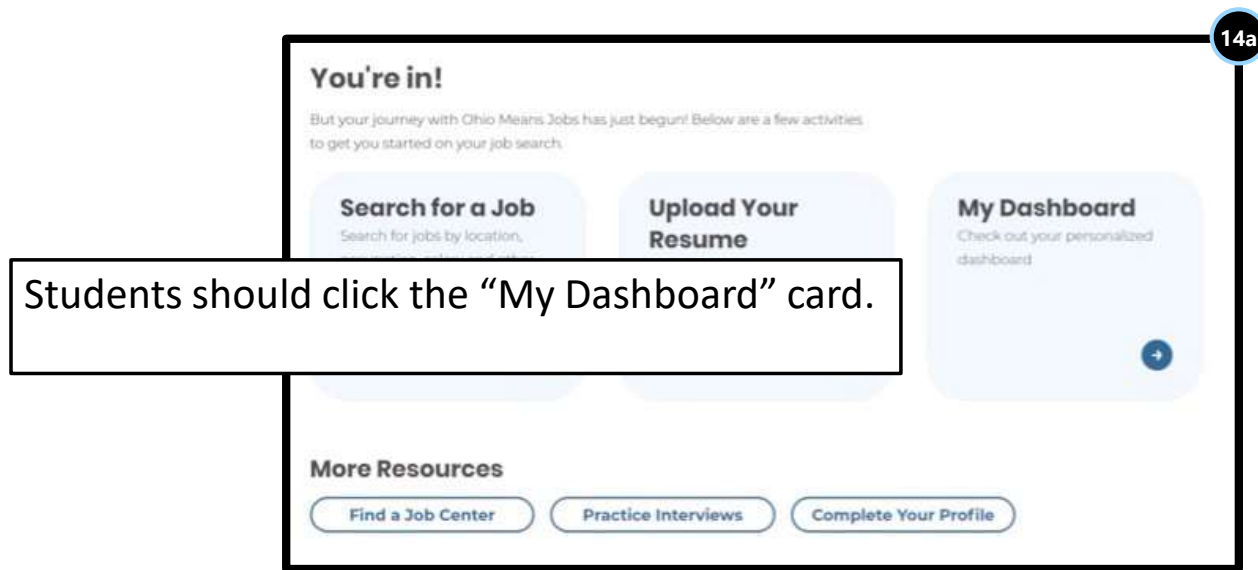 14a
You're in!
But your journey with Ohio Means Jobs has just begun! Below are a few activities
to get you started on your job search.
Search for a Job
Search for jobs by location,
Upload Your
Resume
My Dashboard
Check out your personalized
dashboard
Students should click the “My Dashboard” card.
More Resources
Find a Job Center
Practice Interviews
Complete Your Profile